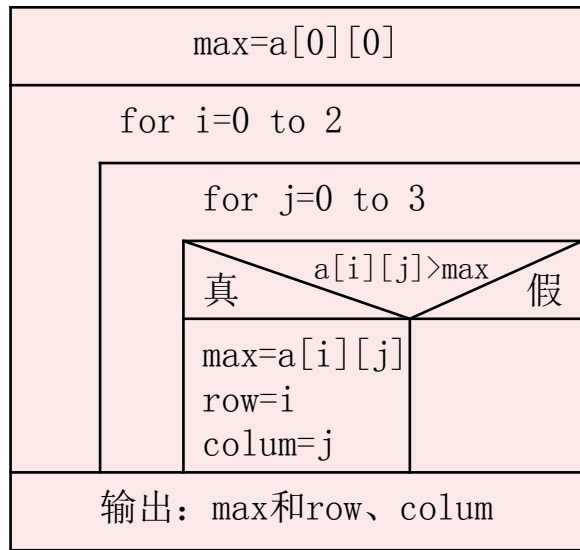 max=a[0][0]
for i=0 to 2
for j=0 to 3
a[i][j]>max
真
假
max=a[i][j]
row=i
colum=j
输出：max和row、colum